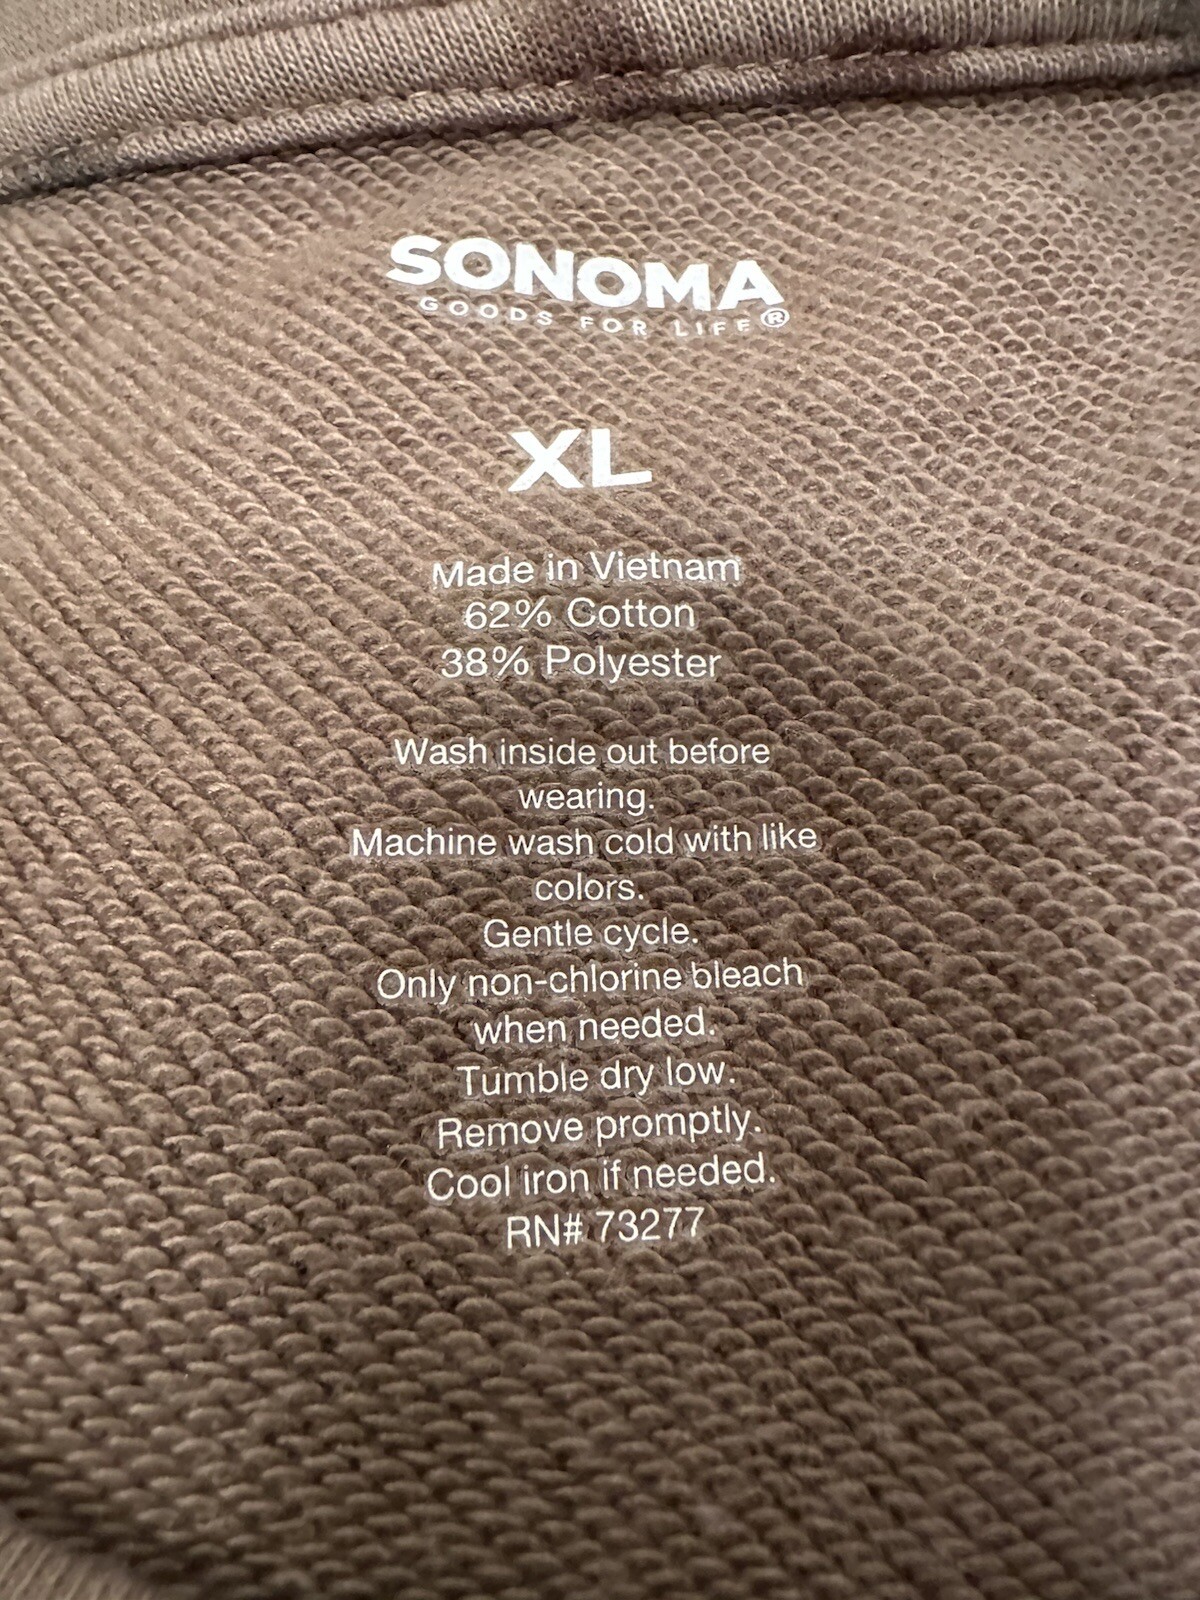 SONOMA
GOODS FOR LIFE®
XL
Made in Vietnam
62% Cotton
38% Polyester
Wash inside out before
wearing.
Machine wash cold with like
colors.
Gentle cycle.
Only non-chlorine bleach
when needed.
Tumble dry low.
Remove promptly.
Cool iron if needed.
RN# 73277